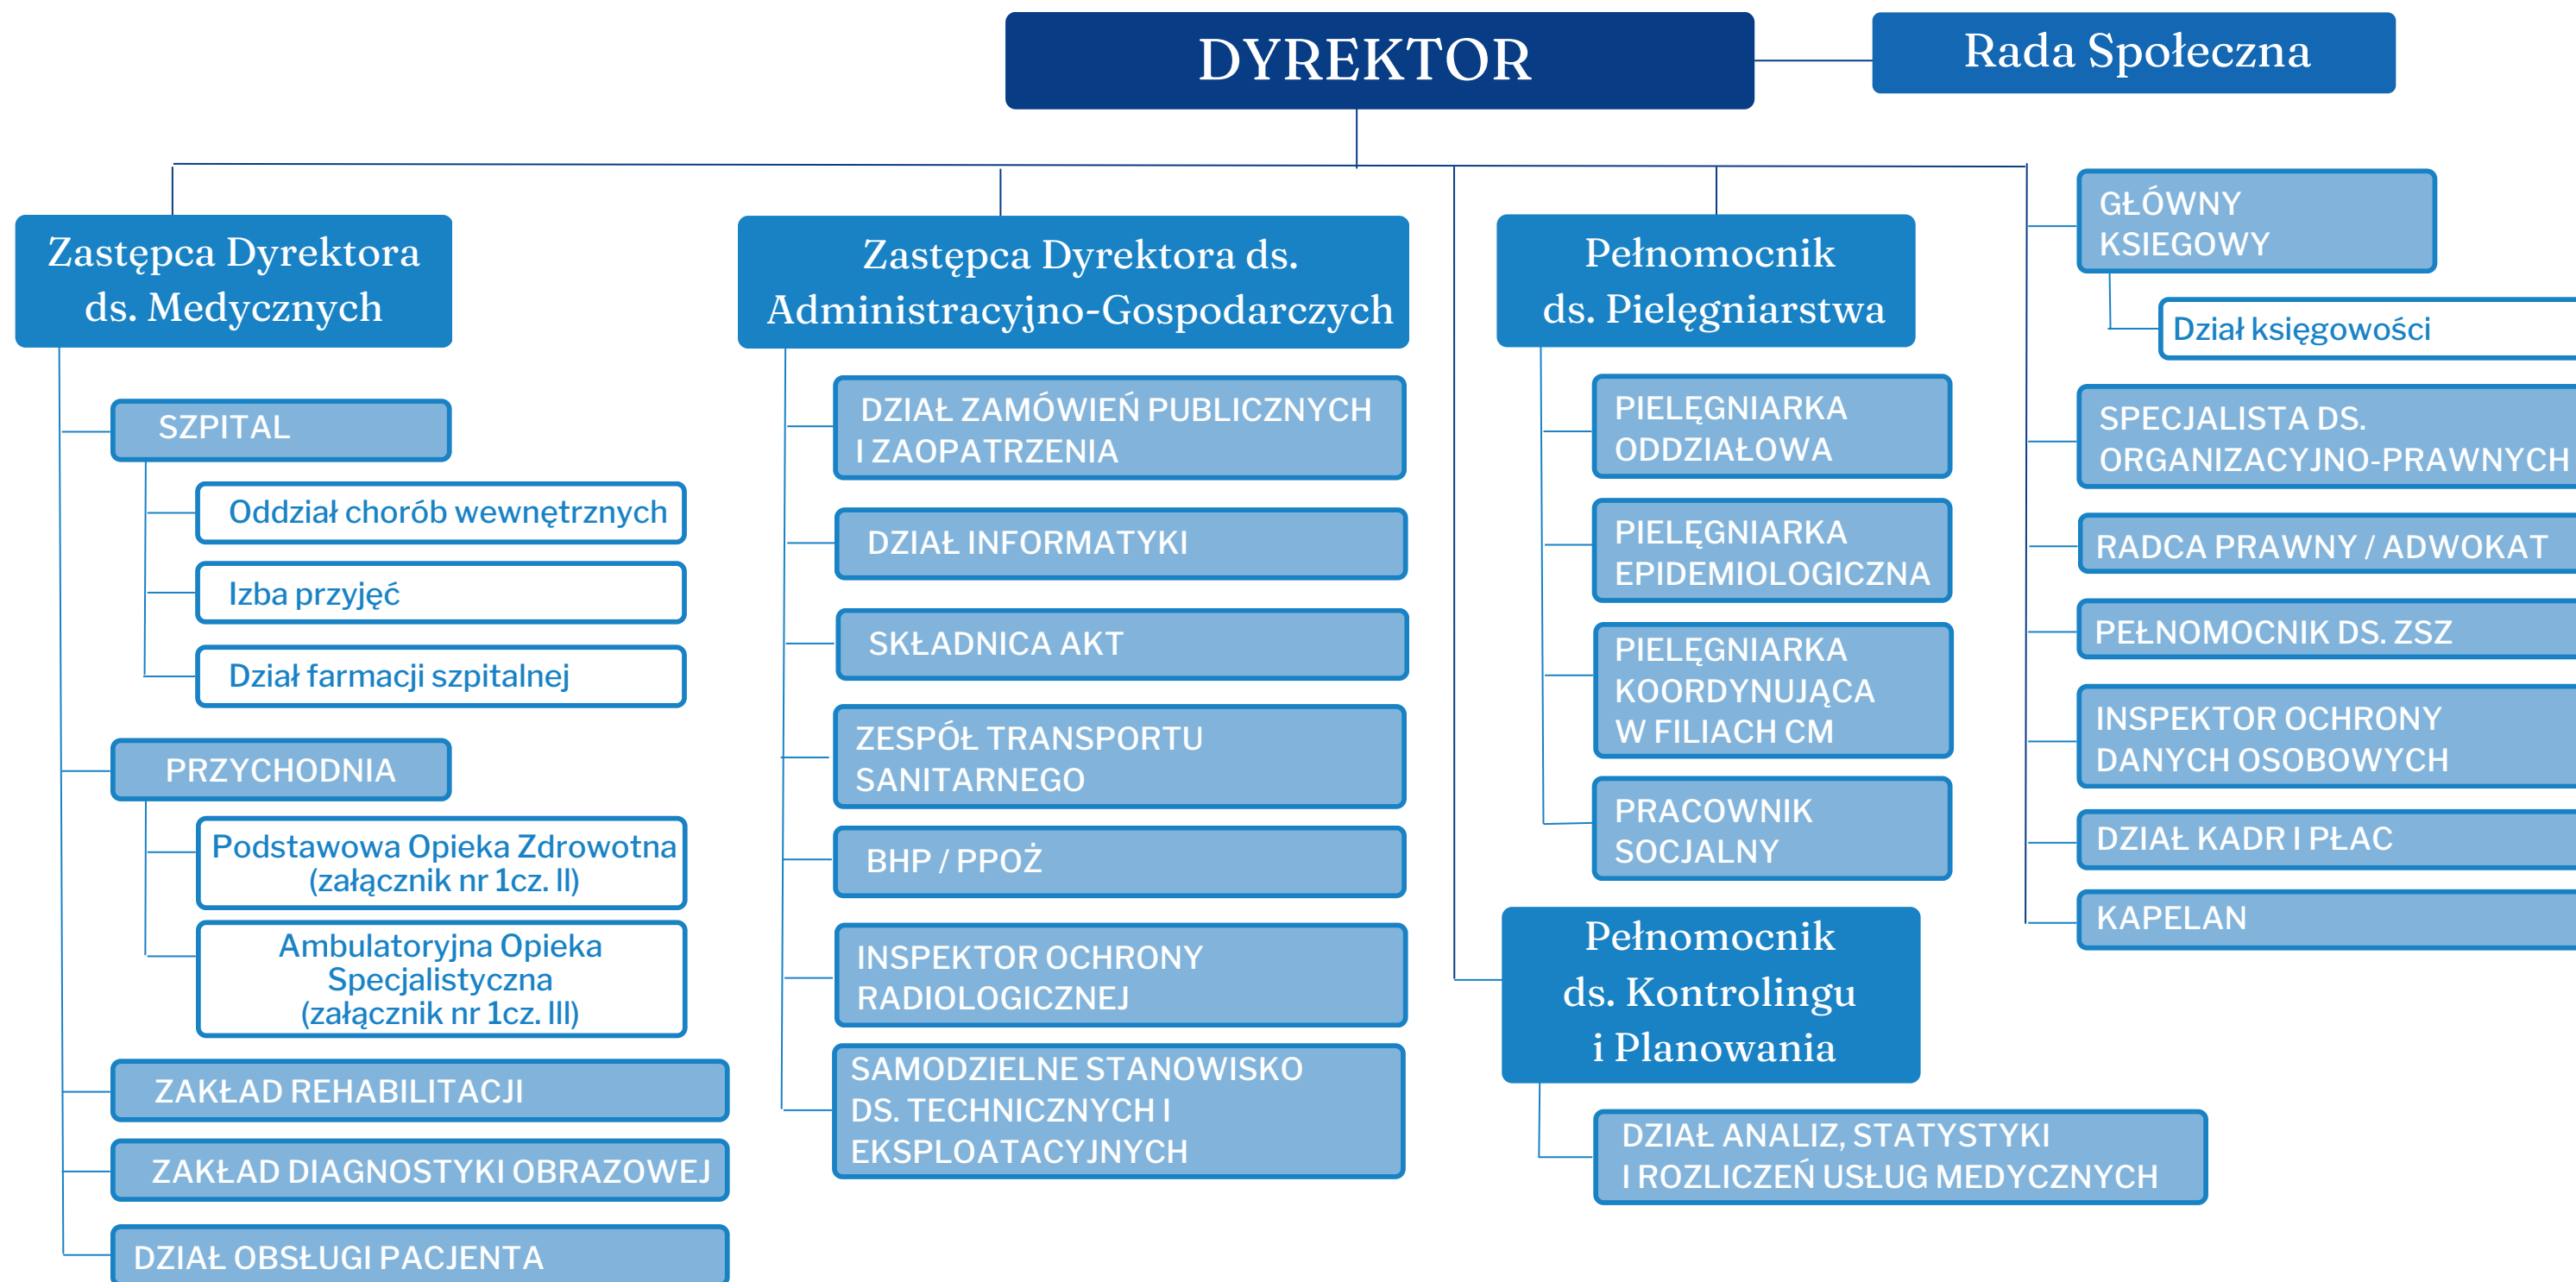 DYREKTOR
Rada Społeczna
Zastępca Dyrektora
ds. Medycznych
SZPITAL
Oddział chorób wewnętrznych
Izba przyjęć
Dział farmacji szpitalnej
PRZYCHODNIA
Podstawowa Opieka Zdrowotna
(załącznik nr 1cz. II)
Ambulatoryjna Opieka
Specjalistyczna
(załącznik nr 1cz. III)
ZAKŁAD REHABILITACJI
ZAKŁAD DIAGNOSTYKI OBRAZOWEJ
DZIAŁ OBSŁUGI PACJENTA
Zastępca Dyrektora ds.
Administracyjno-Gospodarczych
DZIAŁ ZAMÓWIEŃ PUBLICZNYCH
I ZAOPATRZENIA
DZIAŁ INFORMATYKI
SKŁADNICA AKT
ZESPÓŁ TRANSPORTU
SANITARNEGO
BHP / PPOŻ
INSPEKTOR OCHRONY
RADIOLOGICZNEJ
SAMODZIELNE STANOWISKO
DS. TECHNICZNYCH I
EKSPLOATACYJNYCH
Pełnomocnik
ds. Pielęgniarstwa
PIELĘGNIARKA
ODDZIAŁOWA
PIELĘGNIARKA
EPIDEMIOLOGICZNA
PIELĘGNIARKA
KOORDYNUJĄCA
W FILIACH CM
PRACOWNIK
SOCJALNY
Pełnomocnik
ds. Kontrolingu
i Planowania
DZIAŁ ANALIZ, STATYSTYKI
I ROZLICZEŃ USŁUG MEDYCZNYCH
GŁÓWNY
KSIEGOWY
Dział księgowości
SPECJALISTA DS.
ORGANIZACYJNO-PRAWNYCH
RADCA PRAWNY / ADWOKAT
PEŁNOMOCNIK DS. ZSZ
INSPEKTOR OCHRONY
DANYCH OSOBOWYCH
DZIAŁ KADR I PŁAC
KAPELAN